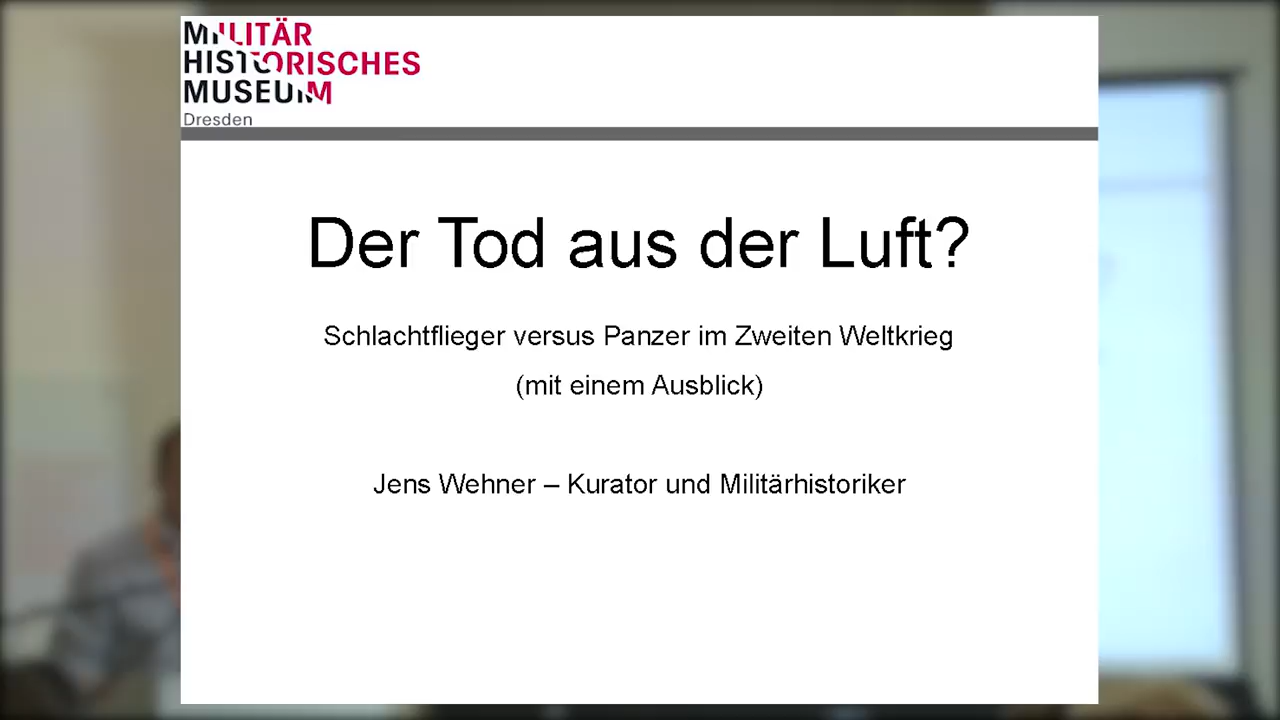 MILITÄR
HISTORISCHES
MUSEUM
Dresden
Der Tod aus der Luft?
Schlachtflieger versus Panzer im Zweiten Weltkrieg
(mit einem Ausblick)
Jens Wehner – Kurator und Militärhistoriker